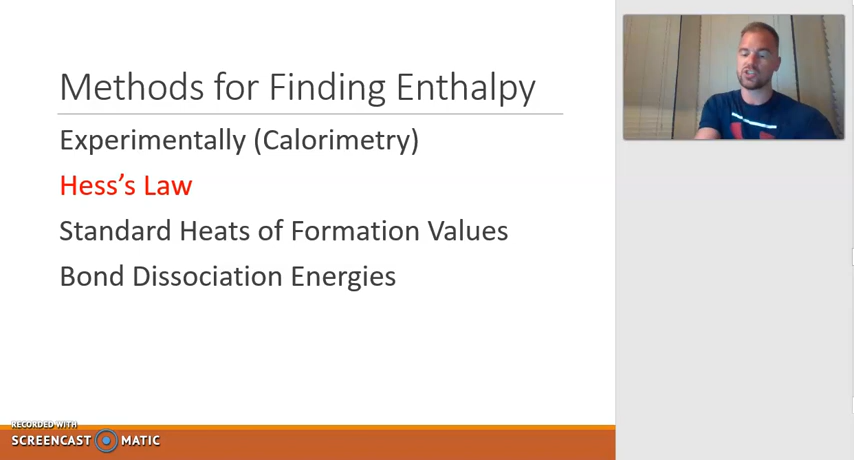 Methods for Finding Enthalpy
Experimentally (Calorimetry)
Hess's Law
Standard Heats of Formation Values
Bond Dissociation Energies
RECORDED WITH
SCREENCAST MATIC